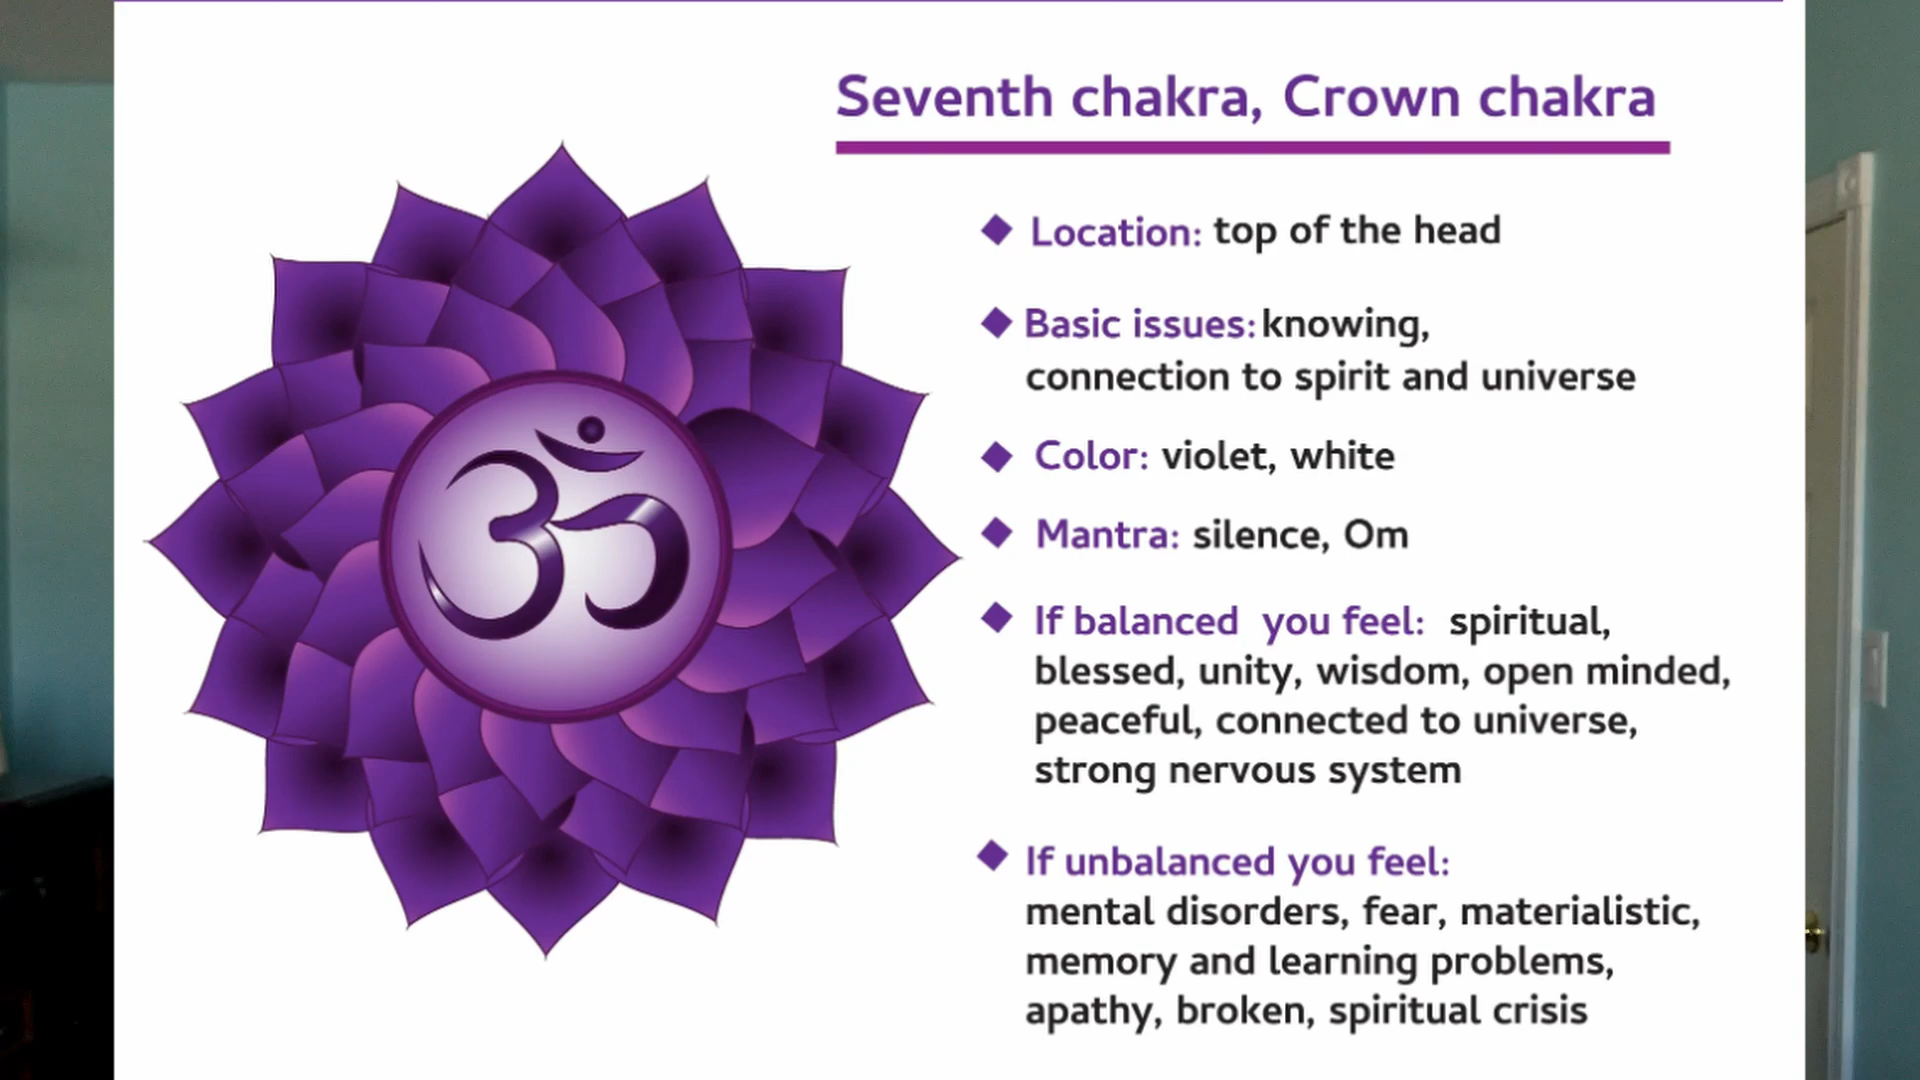 Seventh chakra, Crown chakra
Location: top of the head
Basic issues: knowing,
connection to spirit and universe
Color: violet, white
Mantra: silence, Om
If balanced you feel: spiritual,
blessed, unity, wisdom, open minded,
peaceful, connected to universe,
strong nervous system
If unbalanced you feel:
mental disorders, fear, materialistic,
memory and learning problems,
apathy, broken, spiritual crisis
ॐ